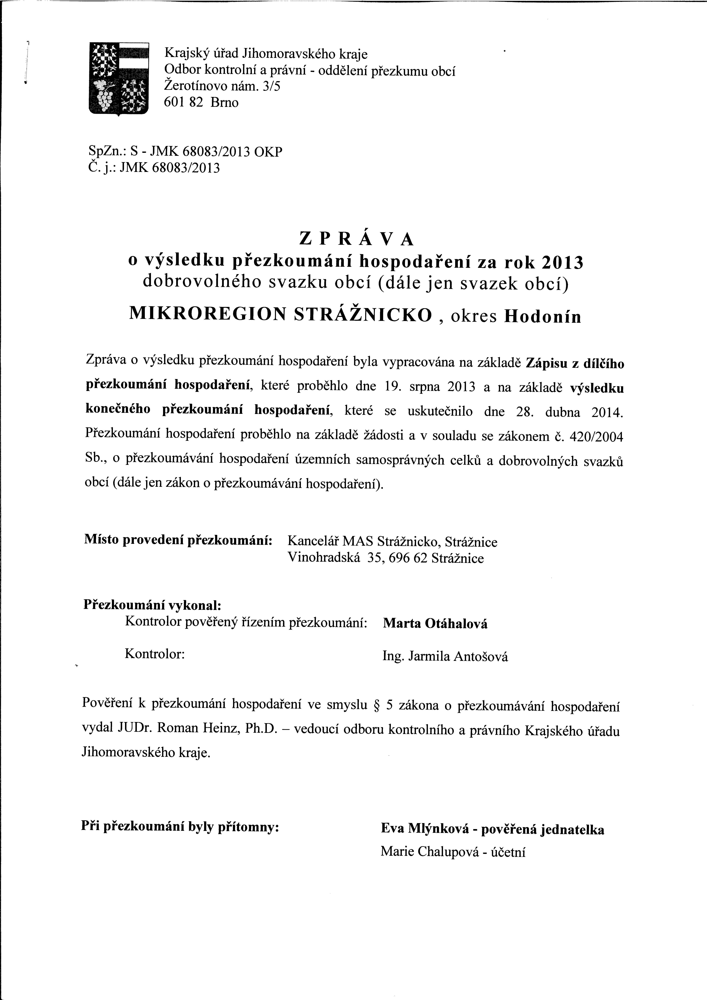 Krajský úřad Jihomoravského kraje
Odbor kontrolní a právní - oddělení přezkumu obcí
Žerotínovo nám. 3/5
601 82  Brno
SpZn.: S - JMK 68083/2013 OKP
Č. j.: JMK 68083/2013
Z P R Á V A
o výsledku přezkoumání hospodaření za rok 2013
dobrovolného svazku obcí (dále jen svazek obcí)
MIKROREGION STRÁŽNICKO , okres Hodonín
Zpráva o výsledku přezkoumání hospodaření byla vypracována na základě Zápisu z dílčího
přezkoumání hospodaření, které proběhlo dne 19. srpna 2013 a na základě výsledku
konečného přezkoumání hospodaření, které se uskutečnilo dne 28. dubna 2014.
Přezkoumání hospodaření proběhlo na základě žádosti a v souladu se zákonem č. 420/2004
Sb., o přezkoumávání hospodaření územních samosprávných celků a dobrovolných svazků
obcí (dále jen zákon o přezkoumávání hospodaření).
Místo provedení přezkoumání: Kancelář MAS Strážnicko, Strážnice
Vinohradská  35, 696 62 Strážnice
Přezkoumání vykonal:
Kontrolor pověřený řízením přezkoumání: Marta Otáhalová
Kontrolor: Ing. Jarmila Antošová
Pověření k přezkoumání hospodaření ve smyslu § 5 zákona o přezkoumávání hospodaření
vydal JUDr. Roman Heinz, Ph.D. – vedoucí odboru kontrolního a právního Krajského úřadu
Jihomoravského kraje.
Při přezkoumání byly přítomny: Eva Mlýnková - pověřená jednatelka
Marie Chalupová - účetní